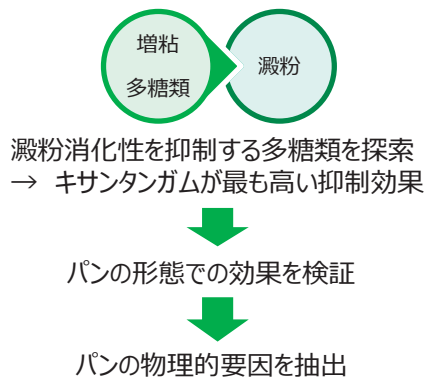 増粘
多糖類
澱粉
澱粉消化性を抑制する多糖類を探索
→ キサンタンガムが最も高い抑制効果
パンの形態での効果を検証
パンの物理的要因を抽出